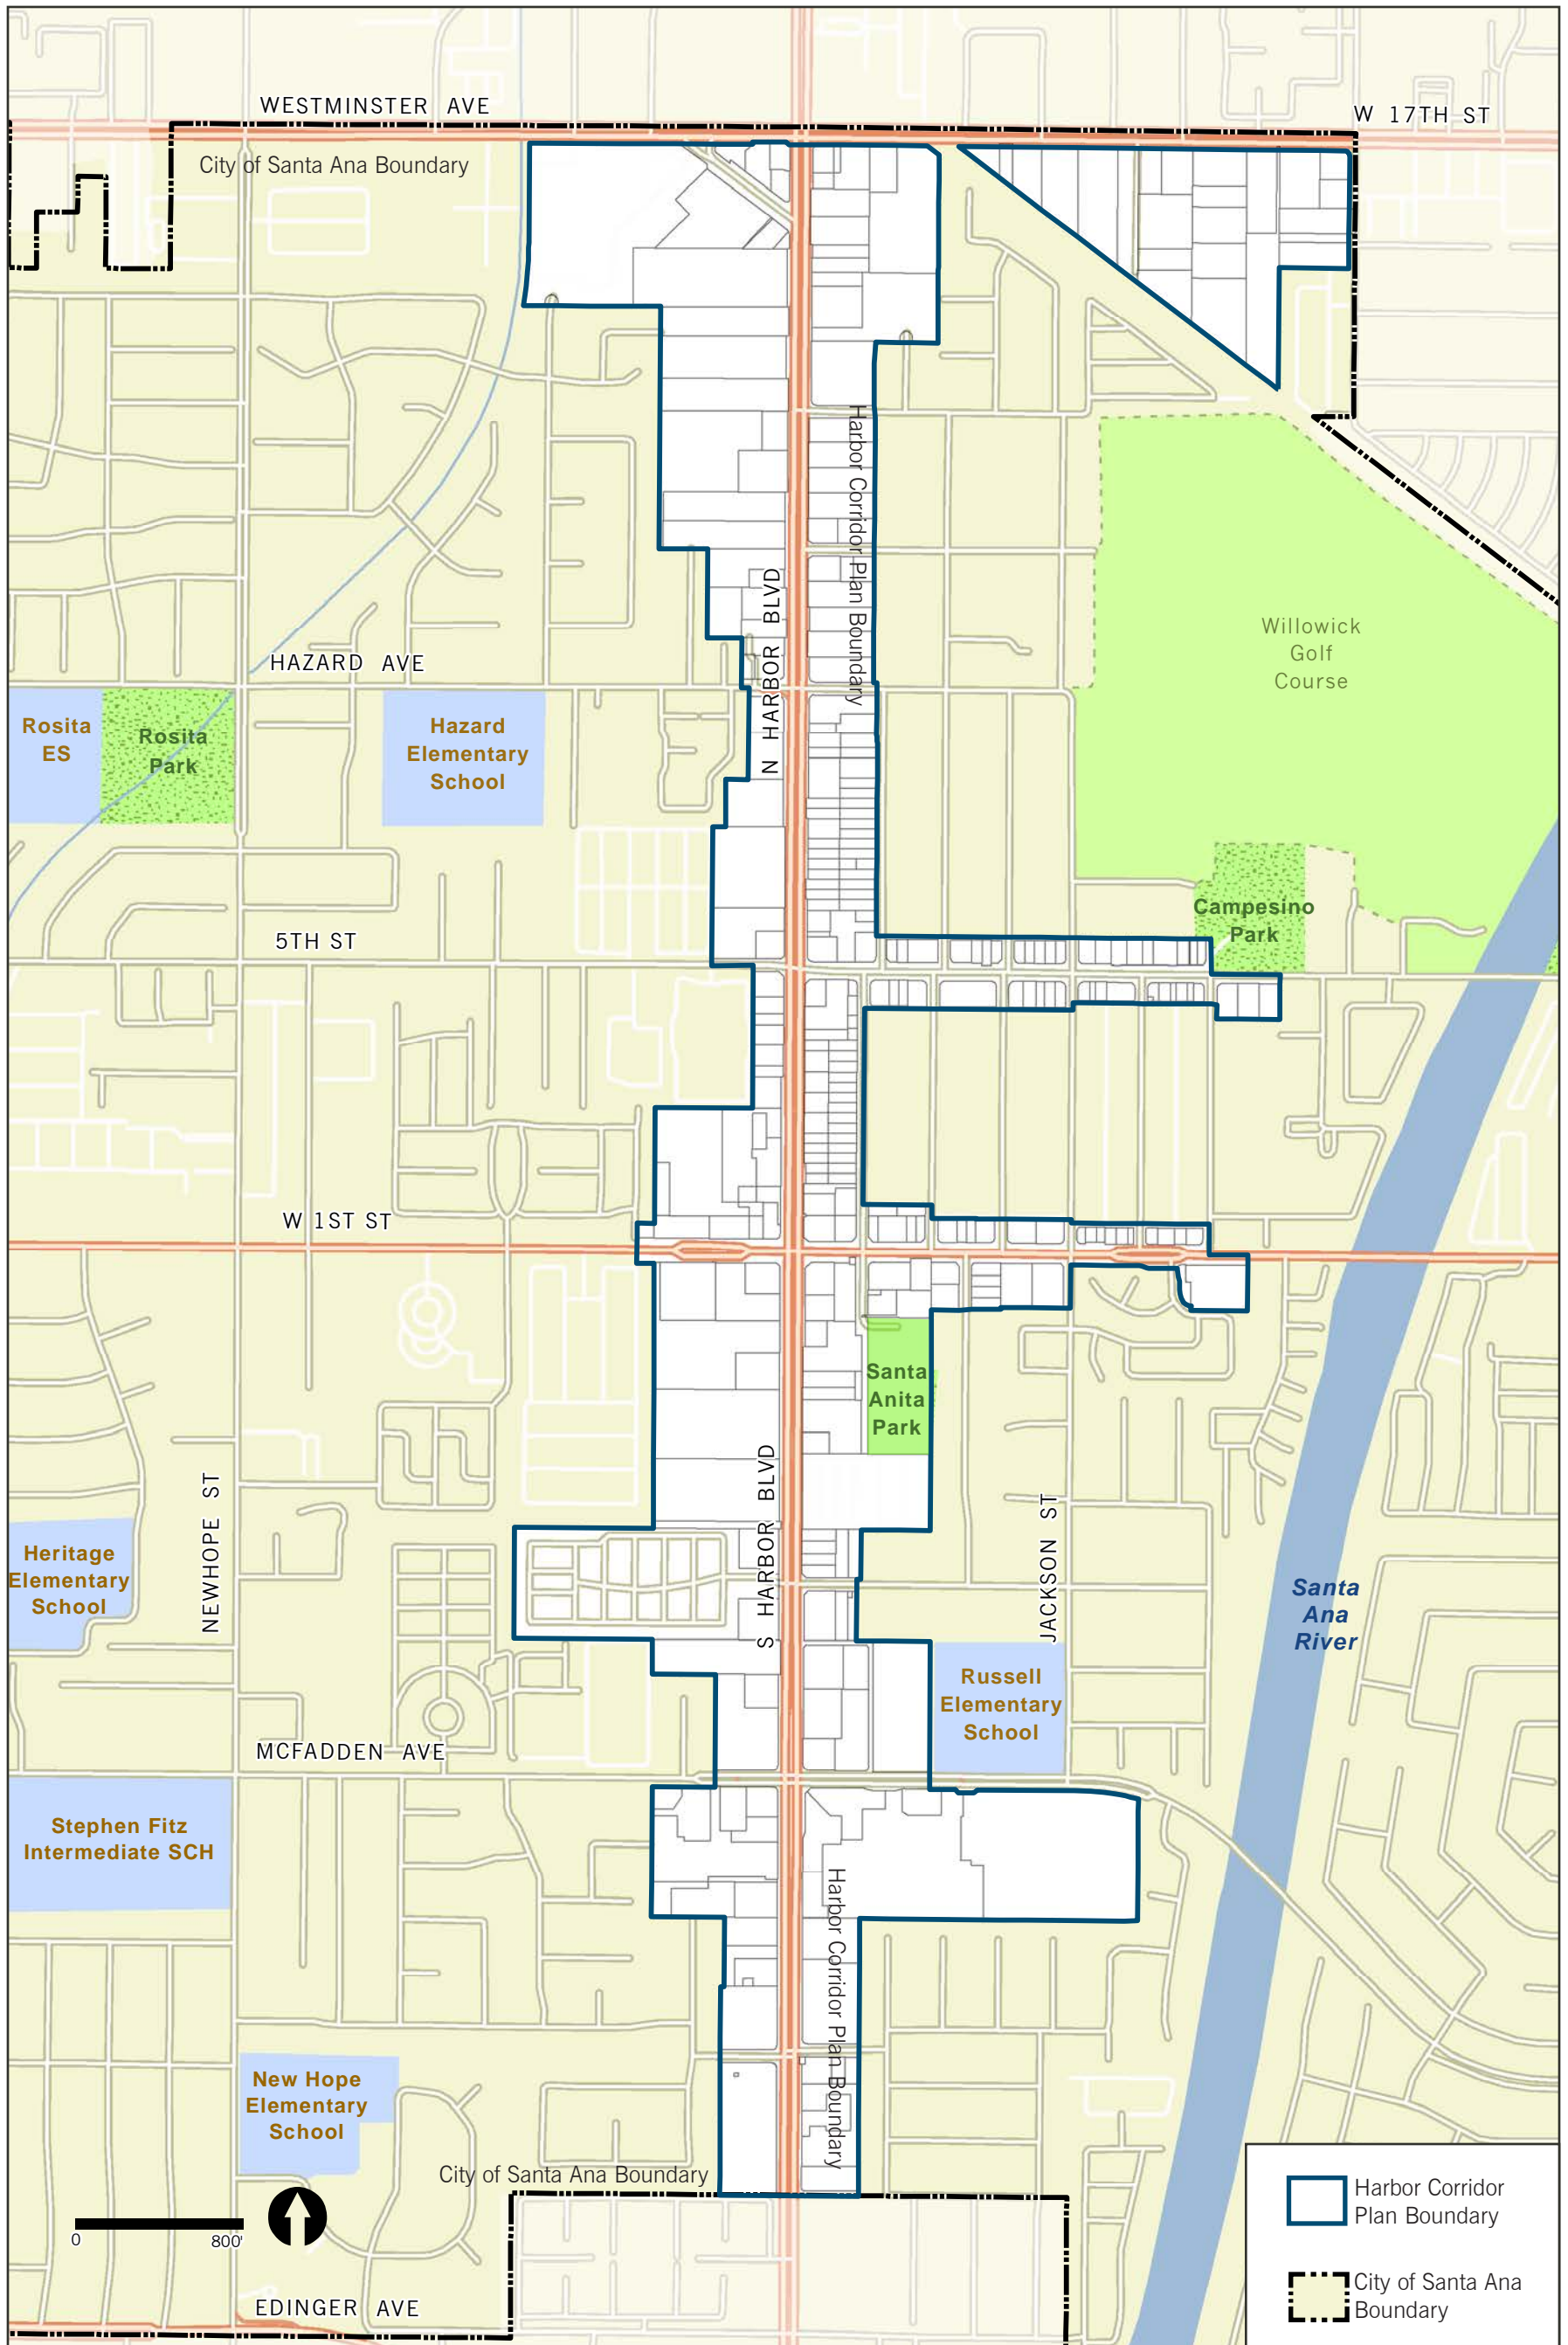 WESTMINSTER AVE
W 17TH ST
City of Santa Ana Boundary
Harbor Corridor Plan Boundary
N HARBOR BLVD
Willowick
Golf
Course
HAZARD AVE
Rosita
ES
Rosita
Park
Hazard
Elementary
School
Campesino
Park
5TH ST
W 1ST ST
Santa
Anita
Park
S HARBOR BLVD
NEWHOPE ST
JACKSON ST
Heritage
Elementary
School
Santa
Ana
River
Russell
Elementary
School
MCFADDEN AVE
Stephen Fitz
Intermediate SCH
Harbor Corridor Plan Boundary
New Hope
Elementary
School
City of Santa Ana Boundary
0 800'
EDINGER AVE
Harbor Corridor
Plan Boundary
City of Santa Ana
Boundary